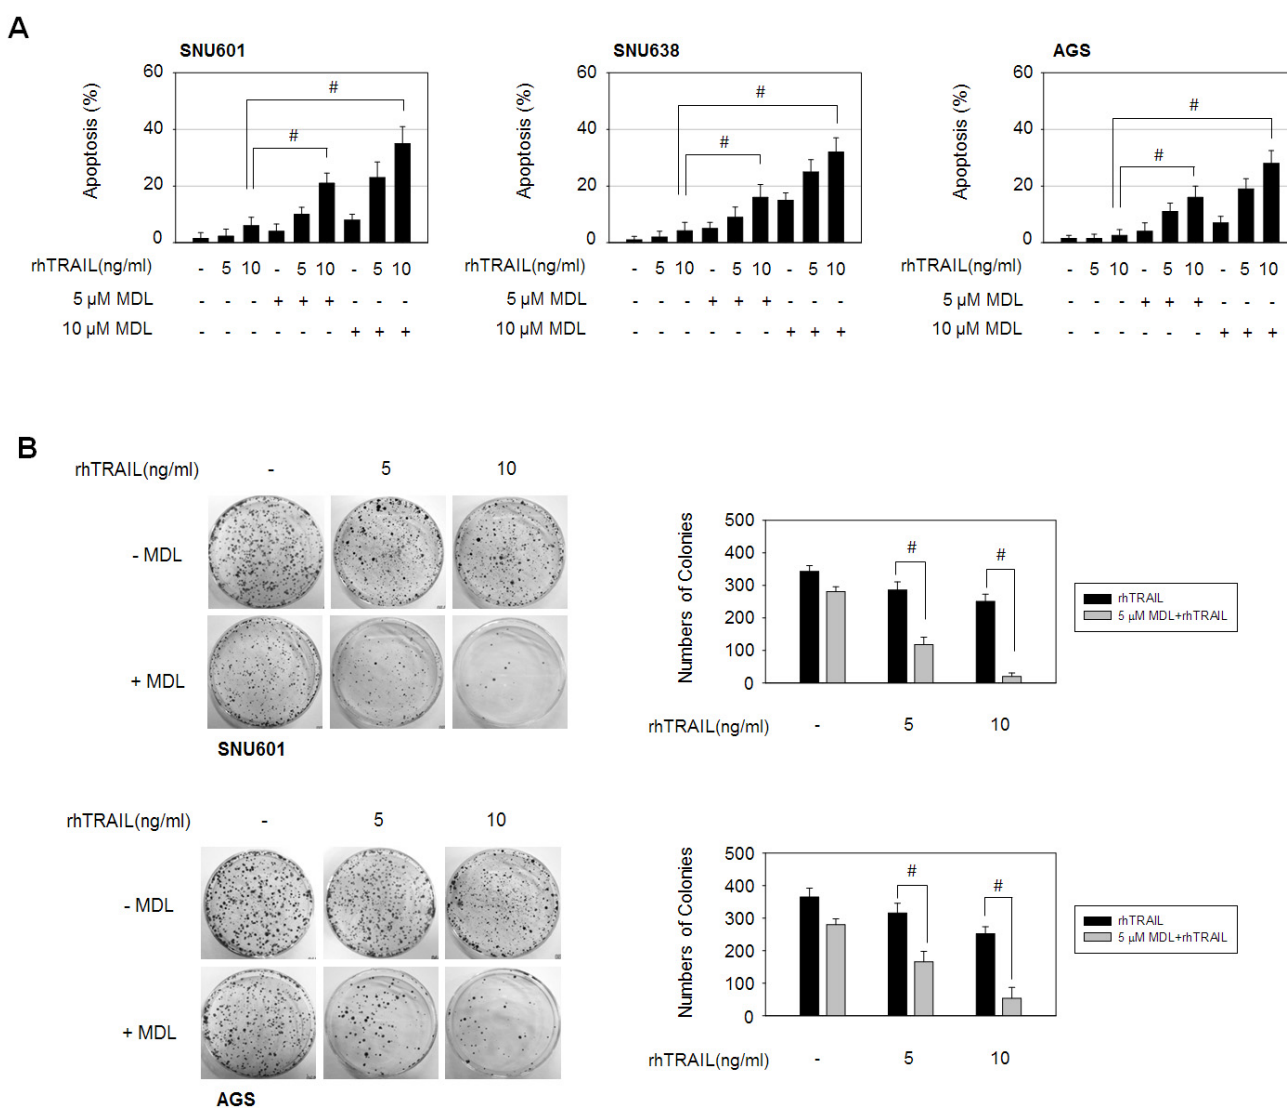 A
SNU601
SNU638
AGS
Apoptosis (%)
60
40
20
0
#
#
rhTRAIL(ng/ml) - 5 10 - 5 10 - 5 10
5 µM MDL - - - + + + - - -
10 µM MDL - - - - - - + + +
Apoptosis (%)
60
40
20
0
#
#
rhTRAIL(ng/ml) - 5 10 - 5 10 - 5 10
5 µM MDL - - - + + + - - -
10 µM MDL - - - - - - + + +
Apoptosis (%)
60
40
20
0
#
#
rhTRAIL(ng/ml) - 5 10 - 5 10 - 5 10
5 µM MDL - - - + + + - - -
10 µM MDL - - - - - - + + +
B
rhTRAIL(ng/ml) - 5 10
- MDL
+ MDL
SNU601
Numbers of Colonies
500
400
300
200
100
0
#
#
rhTRAIL(ng/ml) - 5 10
rhTRAIL
5 µM MDL+rhTRAIL
rhTRAIL(ng/ml) - 5 10
- MDL
+ MDL
AGS
Numbers of Colonies
500
400
300
200
100
0
#
#
rhTRAIL(ng/ml) - 5 10
rhTRAIL
5 µM MDL+rhTRAIL